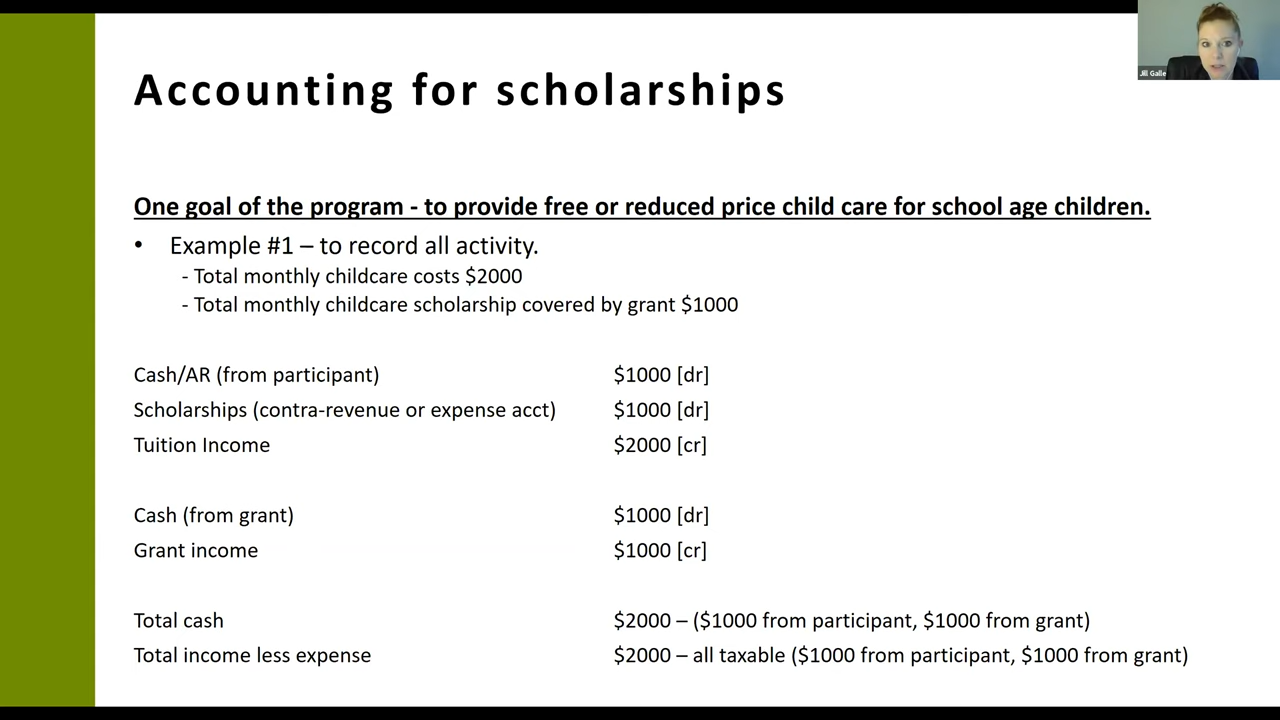 Jill Galle
Accounting for scholarships
One goal of the program - to provide free or reduced price child care for school age children.
• Example #1 – to record all activity.
- Total monthly childcare costs $2000
- Total monthly childcare scholarship covered by grant $1000
Cash/AR (from participant) $1000 [dr]
Scholarships (contra-revenue or expense acct) $1000 [dr]
Tuition Income $2000 [cr]
Cash (from grant) $1000 [dr]
Grant income $1000 [cr]
Total cash $2000 – ($1000 from participant, $1000 from grant)
Total income less expense $2000 – all taxable ($1000 from participant, $1000 from grant)